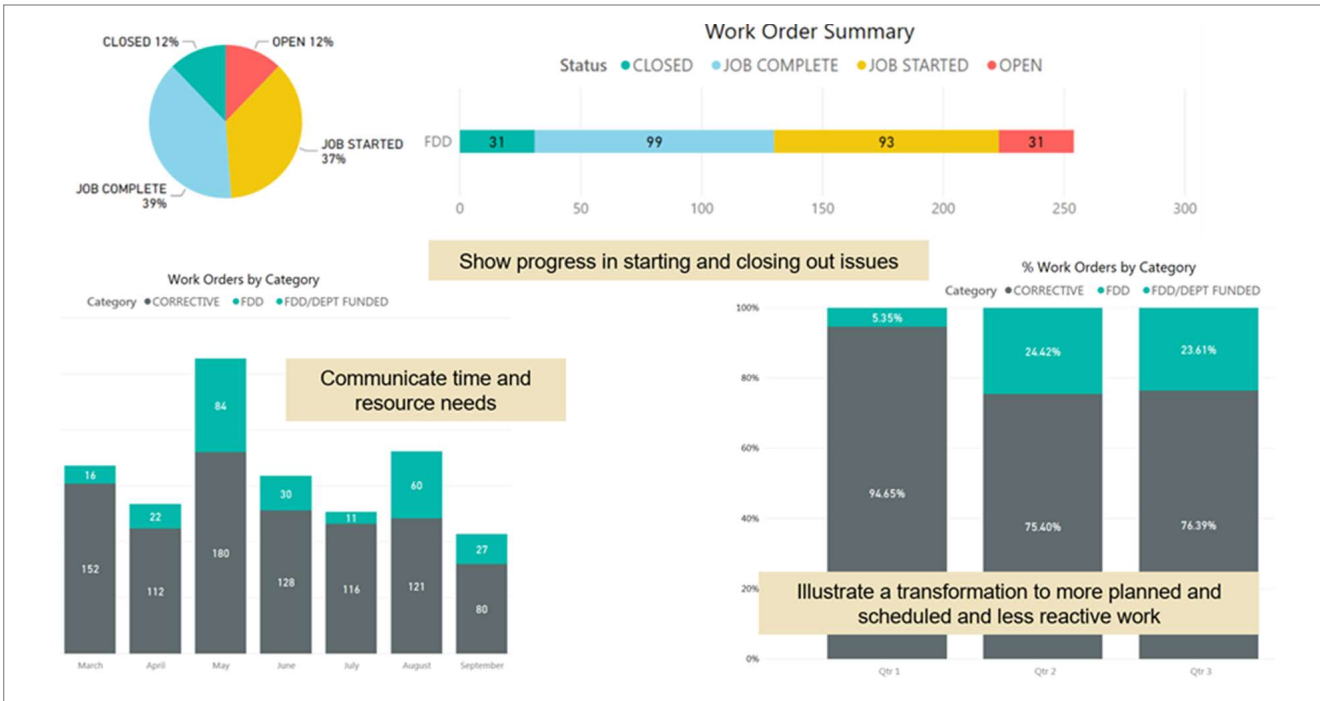 CLOSED 12%
OPEN 12%
JOB STARTED
37%
JOB COMPLETE
39%
Work Order Summary
Status CLOSED JOB COMPLETE JOB STARTED OPEN
FDD 31 99 93 31
0 50 100 150 200 250 300
Show progress in starting and closing out issues
Work Orders by Category
Category CORRECTIVE FDD FDD/DEPT FUNDED
Communicate time and
resource needs
16
152
22
112
84
180
30
128
11
116
60
121
27
80
March April May June July August September
% Work Orders by Category
Category CORRECTIVE FDD FDD/DEPT FUNDED
100%
80%
60%
40%
20%
0%
5.35%
94.65%
24.42%
75.40%
23.61%
76.39%
Illustrate a transformation to more planned and
scheduled and less reactive work
Qtr 1 Qtr 2 Qtr 3